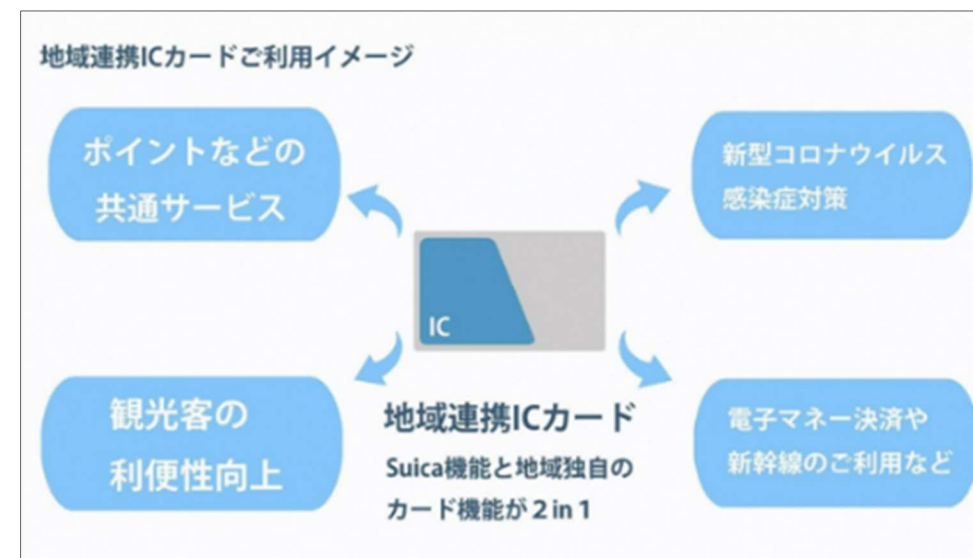 地域連携ICカードご利用イメージ
ポイントなどの
共通サービス
新型コロナウイルス
感染症対策
IC
観光客の
利便性向上
地域連携ICカード
Suica機能と地域独自の
カード機能が2 in 1
電子マネー決済や
新幹線のご利用など